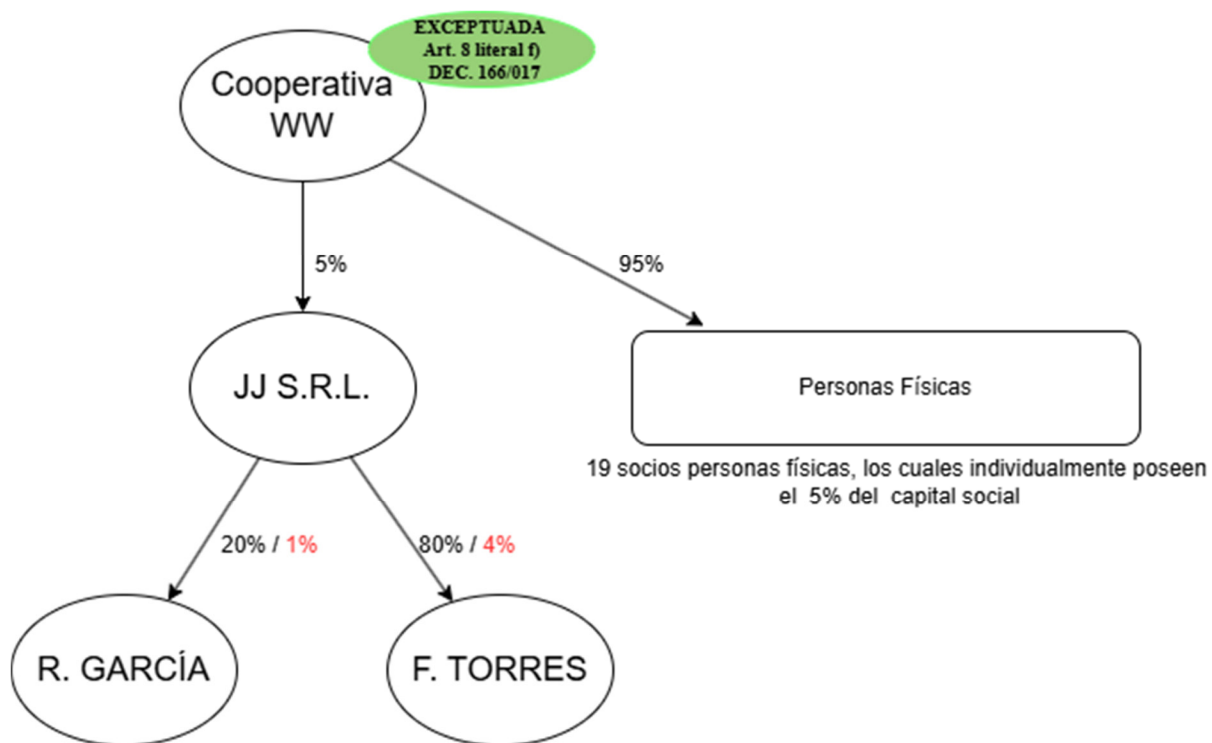 EXCEPTUADA
Art. 8 literal f)
DEC. 166/017
Cooperativa
WW
5%
95%
JJ S.R.L.
Personas Físicas
19 socios personas físicas, los cuales individualmente poseen
el 5% del capital social
20% / 1%
80% / 4%
R. GARCÍA
F. TORRES